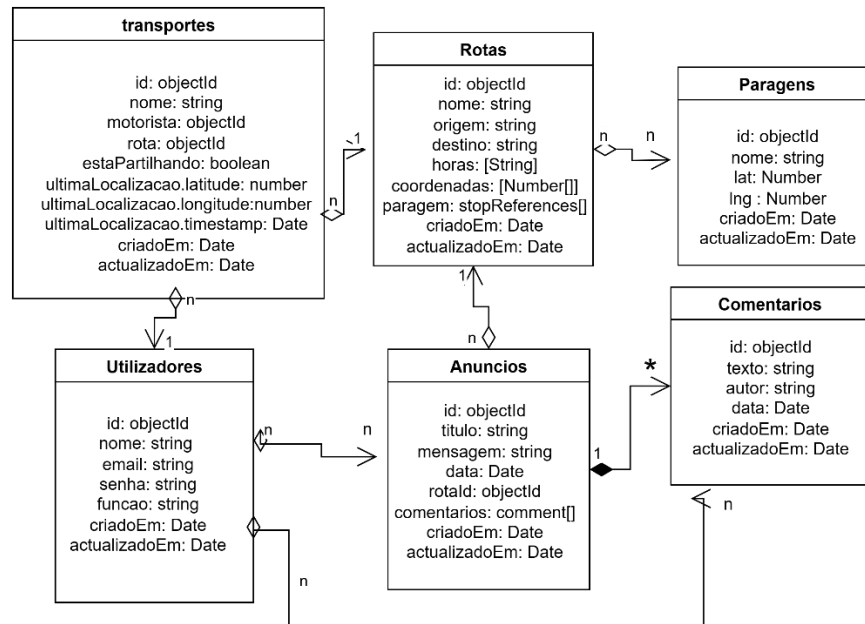 transportes
id: objectId
nome: string
motorista: objectId
rota: objectId
estaPartilhando: boolean
ultimaLocalizacao.latitude: number
ultimaLocalizacao.longitude:number
ultimaLocalizacao.timestamp: Date
criadoEm: Date
actualizadoEm: Date
n
1
n
1
Rotas
id: objectId
nome: string
origem: string
destino: string
horas: [String]
coordenadas: [Number[]]
paragem: stopReferences[]
criadoEm: Date
actualizadoEm: Date
n
n
Paragens
id: objectId
nome: string
lat: Number
lng : Number
criadoEm: Date
actualizadoEm: Date
Utilizadores
id: objectId
nome: string
email: string
senha: string
funcao: string
criadoEm: Date
actualizadoEm: Date
n
n
n
1
n
Anuncios
id: objectId
titulo: string
mensagem: string
data: Date
rotaId: objectId
comentarios: comment[]
criadoEm: Date
actualizadoEm: Date
1
*
Comentarios
id: objectId
texto: string
autor: string
data: Date
criadoEm: Date
actualizadoEm: Date
n